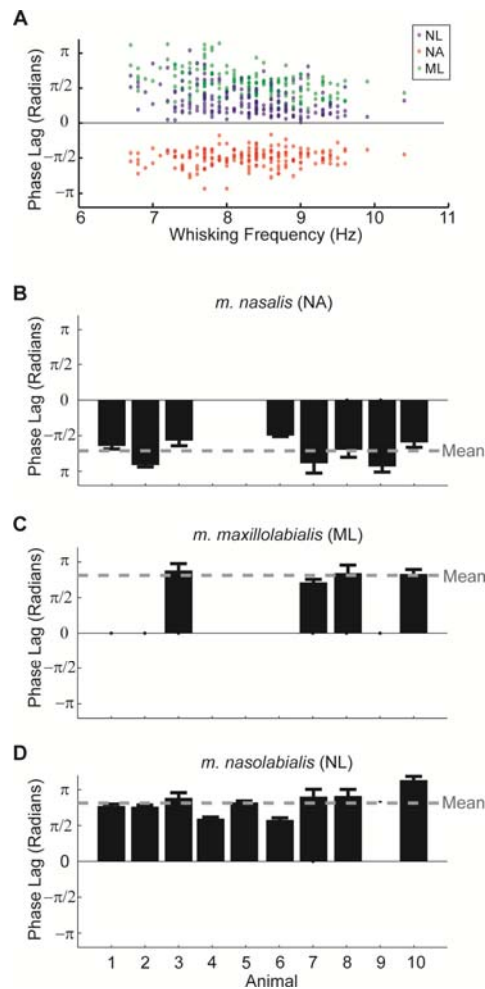 A
π
π/2
0
−π/2
−π
Phase Lag (Radians)
NL
NA
ML
6 7 8 9 10 11
Whisking Frequency (Hz)
B
m. nasalis (NA)
π
π/2
0
−π/2
π
Phase Lag (Radians)
Mean
C
m. maxillolabialis (ML)
π
π/2
0
−π/2
−π
Phase Lag (Radians)
Mean
D
m. nasolabialis (NL)
π
π/2
0
−π/2
−π
Phase Lag (Radians)
Mean
1 2 3 4 5 6 7 8 9 10
Animal